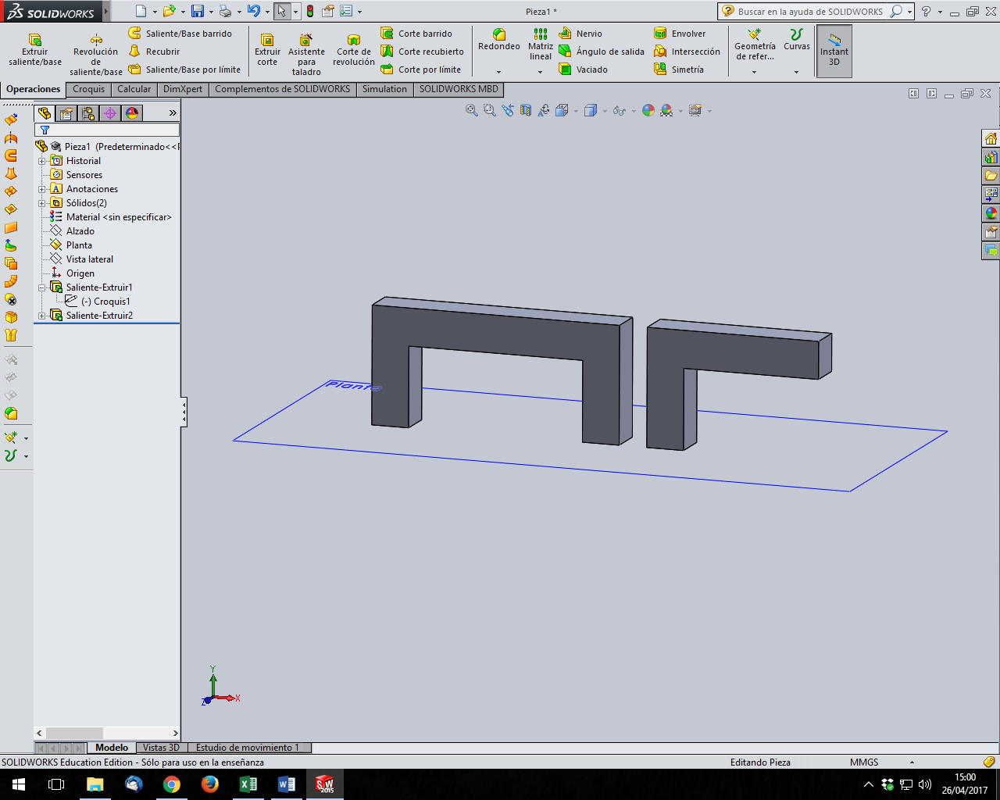 SOLIDWORKS
Pieza1 *
Buscar en la ayuda de SOLIDWORKS
Extruir saliente/base
Revolución de saliente/base
Saliente/Base barrido
Recubrir
Saliente/Base por límite
Extruir corte
Asistente para taladro
Corte de revolución
Corte barrido
Corte recubierto
Corte por límite
Redondeo
Matriz lineal
Nervio
Ángulo de salida
Vaciado
Envolver
Intersección
Simetría
Geometría de refer...
Curvas
Instant 3D
Operaciones
Croquis
Calcular
DimXpert
Complementos de SOLIDWORKS
Simulation
SOLIDWORKS MBD
Pieza1 (Predeterminado<<
Historial
Sensores
Anotaciones
Sólidos(2)
Material <sin especificar>
Alzado
Planta
Vista lateral
Origen
Saliente-Extruir1
(-) Croquis1
Saliente-Extruir2
Planta
Y
X
Z
Modelo
Vistas 3D
Estudio de movimiento 1
SOLIDWORKS Education Edition - Sólo para uso en la enseñanza
Editando Pieza
MMGS
SW 2015
15:00
26/04/2017